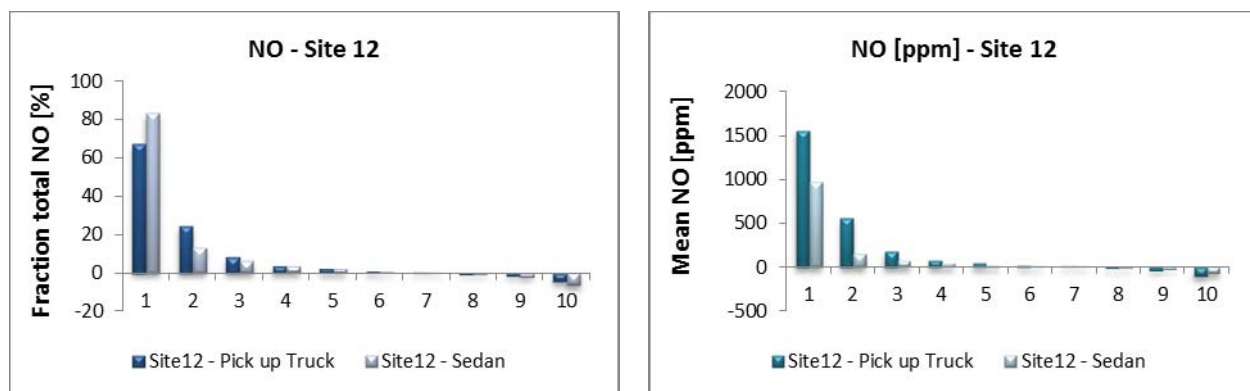 NO - Site 12
Fraction total NO [%]
100
80
60
40
20
0
-20
1 2 3 4 5 6 7 8 9 10
Site12 - Pick up Truck Site12 - Sedan
NO [ppm] - Site 12
Mean NO [ppm]
2000
1500
1000
500
0
-500
1 2 3 4 5 6 7 8 9 10
Site12 - Pick up Truck Site12 - Sedan